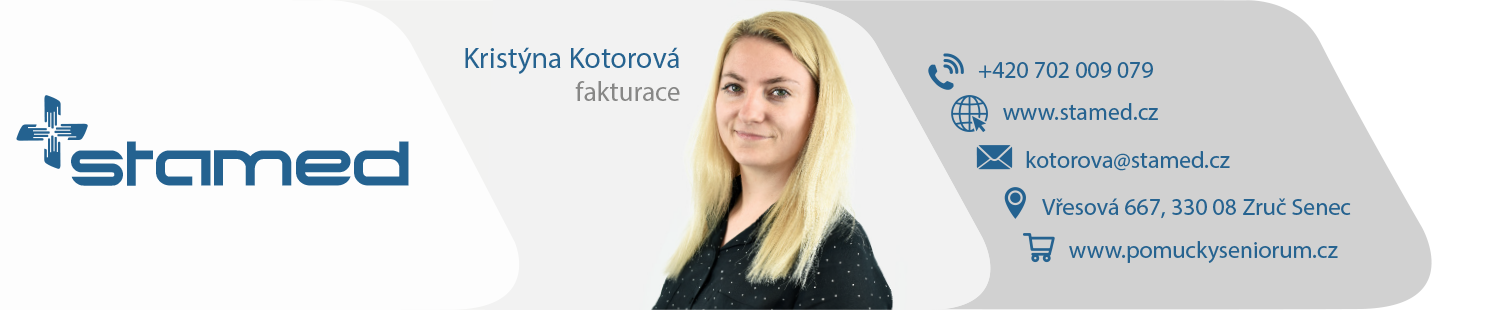 stamed
Kristýna Kotorová
fakturace
+420 702 009 079
www.stamed.cz
kotorova@stamed.cz
Vřesová 667, 330 08 Zruč Senec
www.pomuckyseniorum.cz